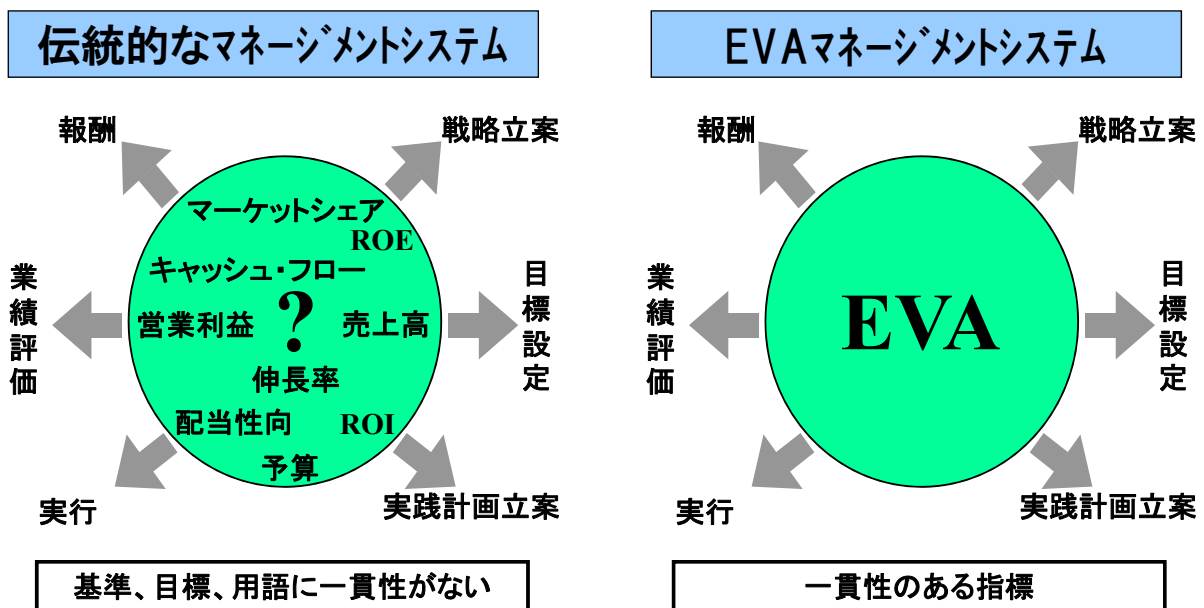 伝統的なマネージメントシステム
報酬
戦略立案
マーケットシェア
ROE
キャッシュ・フロー
業績評価
営業利益
?
売上高
目標設定
伸長率
配当性向
ROI
予算
実行
実践計画立案
基準、目標、用語に一貫性がない
EVAマネージメントシステム
報酬
戦略立案
業績評価
EVA
目標設定
実行
実践計画立案
一貫性のある指標